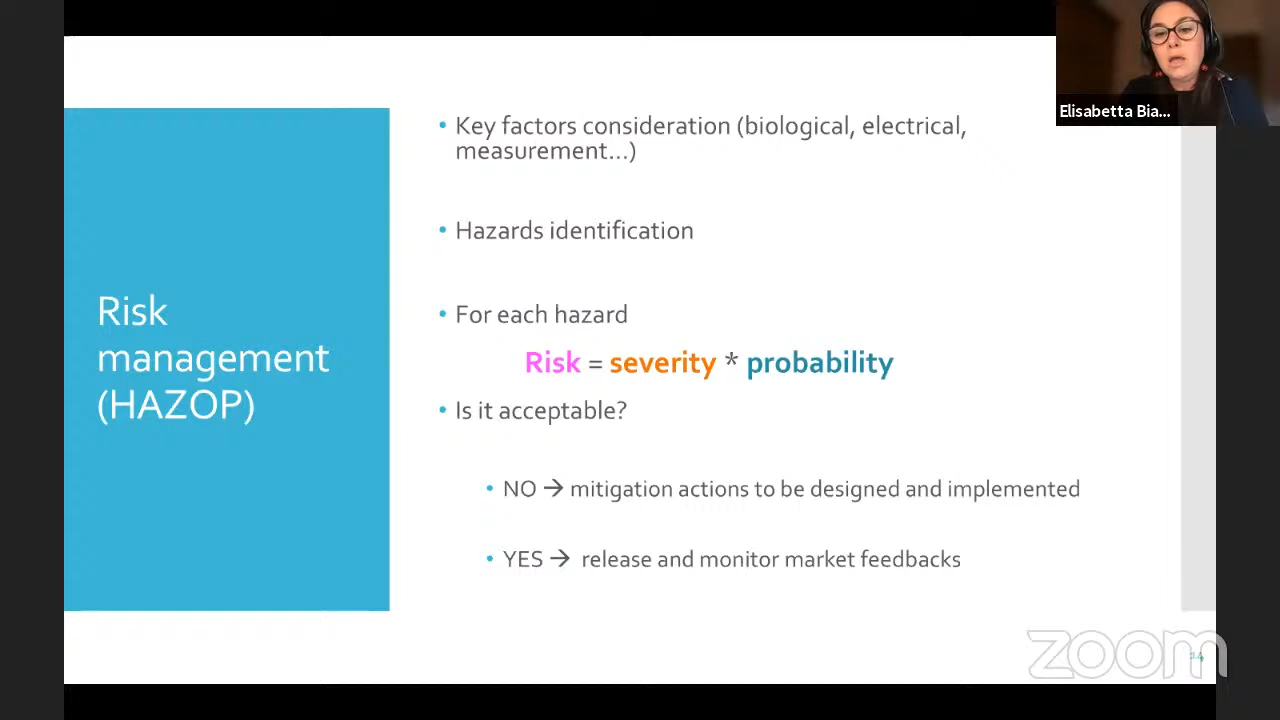 Elisabetta Bia...
Risk
management
(HAZOP)
• Key factors consideration (biological, electrical,
measurement...)
• Hazards identification
• For each hazard
Risk = severity * probability
• Is it acceptable?
• NO → mitigation actions to be designed and implemented
• YES → release and monitor market feedbacks
zoom